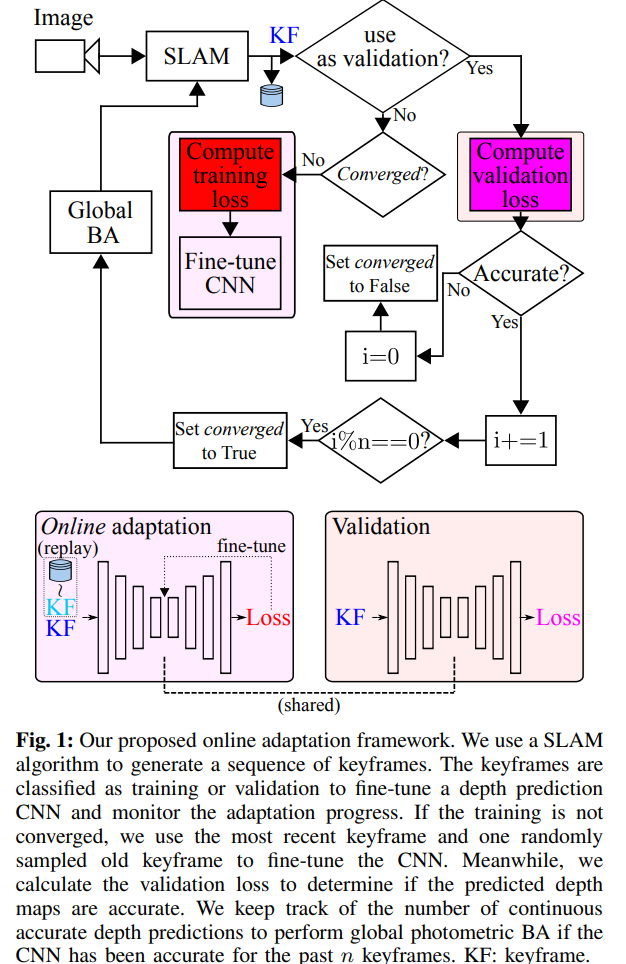 Image
KF
SLAM
use
as validation?
Yes
No
Compute
training
loss
No
Converged?
Compute
validation
loss
Global
BA
Fine-tune
CNN
Set converged
to False
Accurate?
No
Yes
i=0
Set converged
to True
Yes
i%n==0?
i+=1
Online adaptation
(replay)
fine-tune
~
KF
KF
Loss
Validation
KF
Loss
(shared)
Fig. 1: Our proposed online adaptation framework. We use a SLAM
algorithm to generate a sequence of keyframes. The keyframes are
classified as training or validation to fine-tune a depth prediction
CNN and monitor the adaptation progress. If the training is not
converged, we use the most recent keyframe and one randomly
sampled old keyframe to fine-tune the CNN. Meanwhile, we
calculate the validation loss to determine if the predicted depth
maps are accurate. We keep track of the number of continuous
accurate depth predictions to perform global photometric BA if the
CNN has been accurate for the past n keyframes. KF: keyframe.